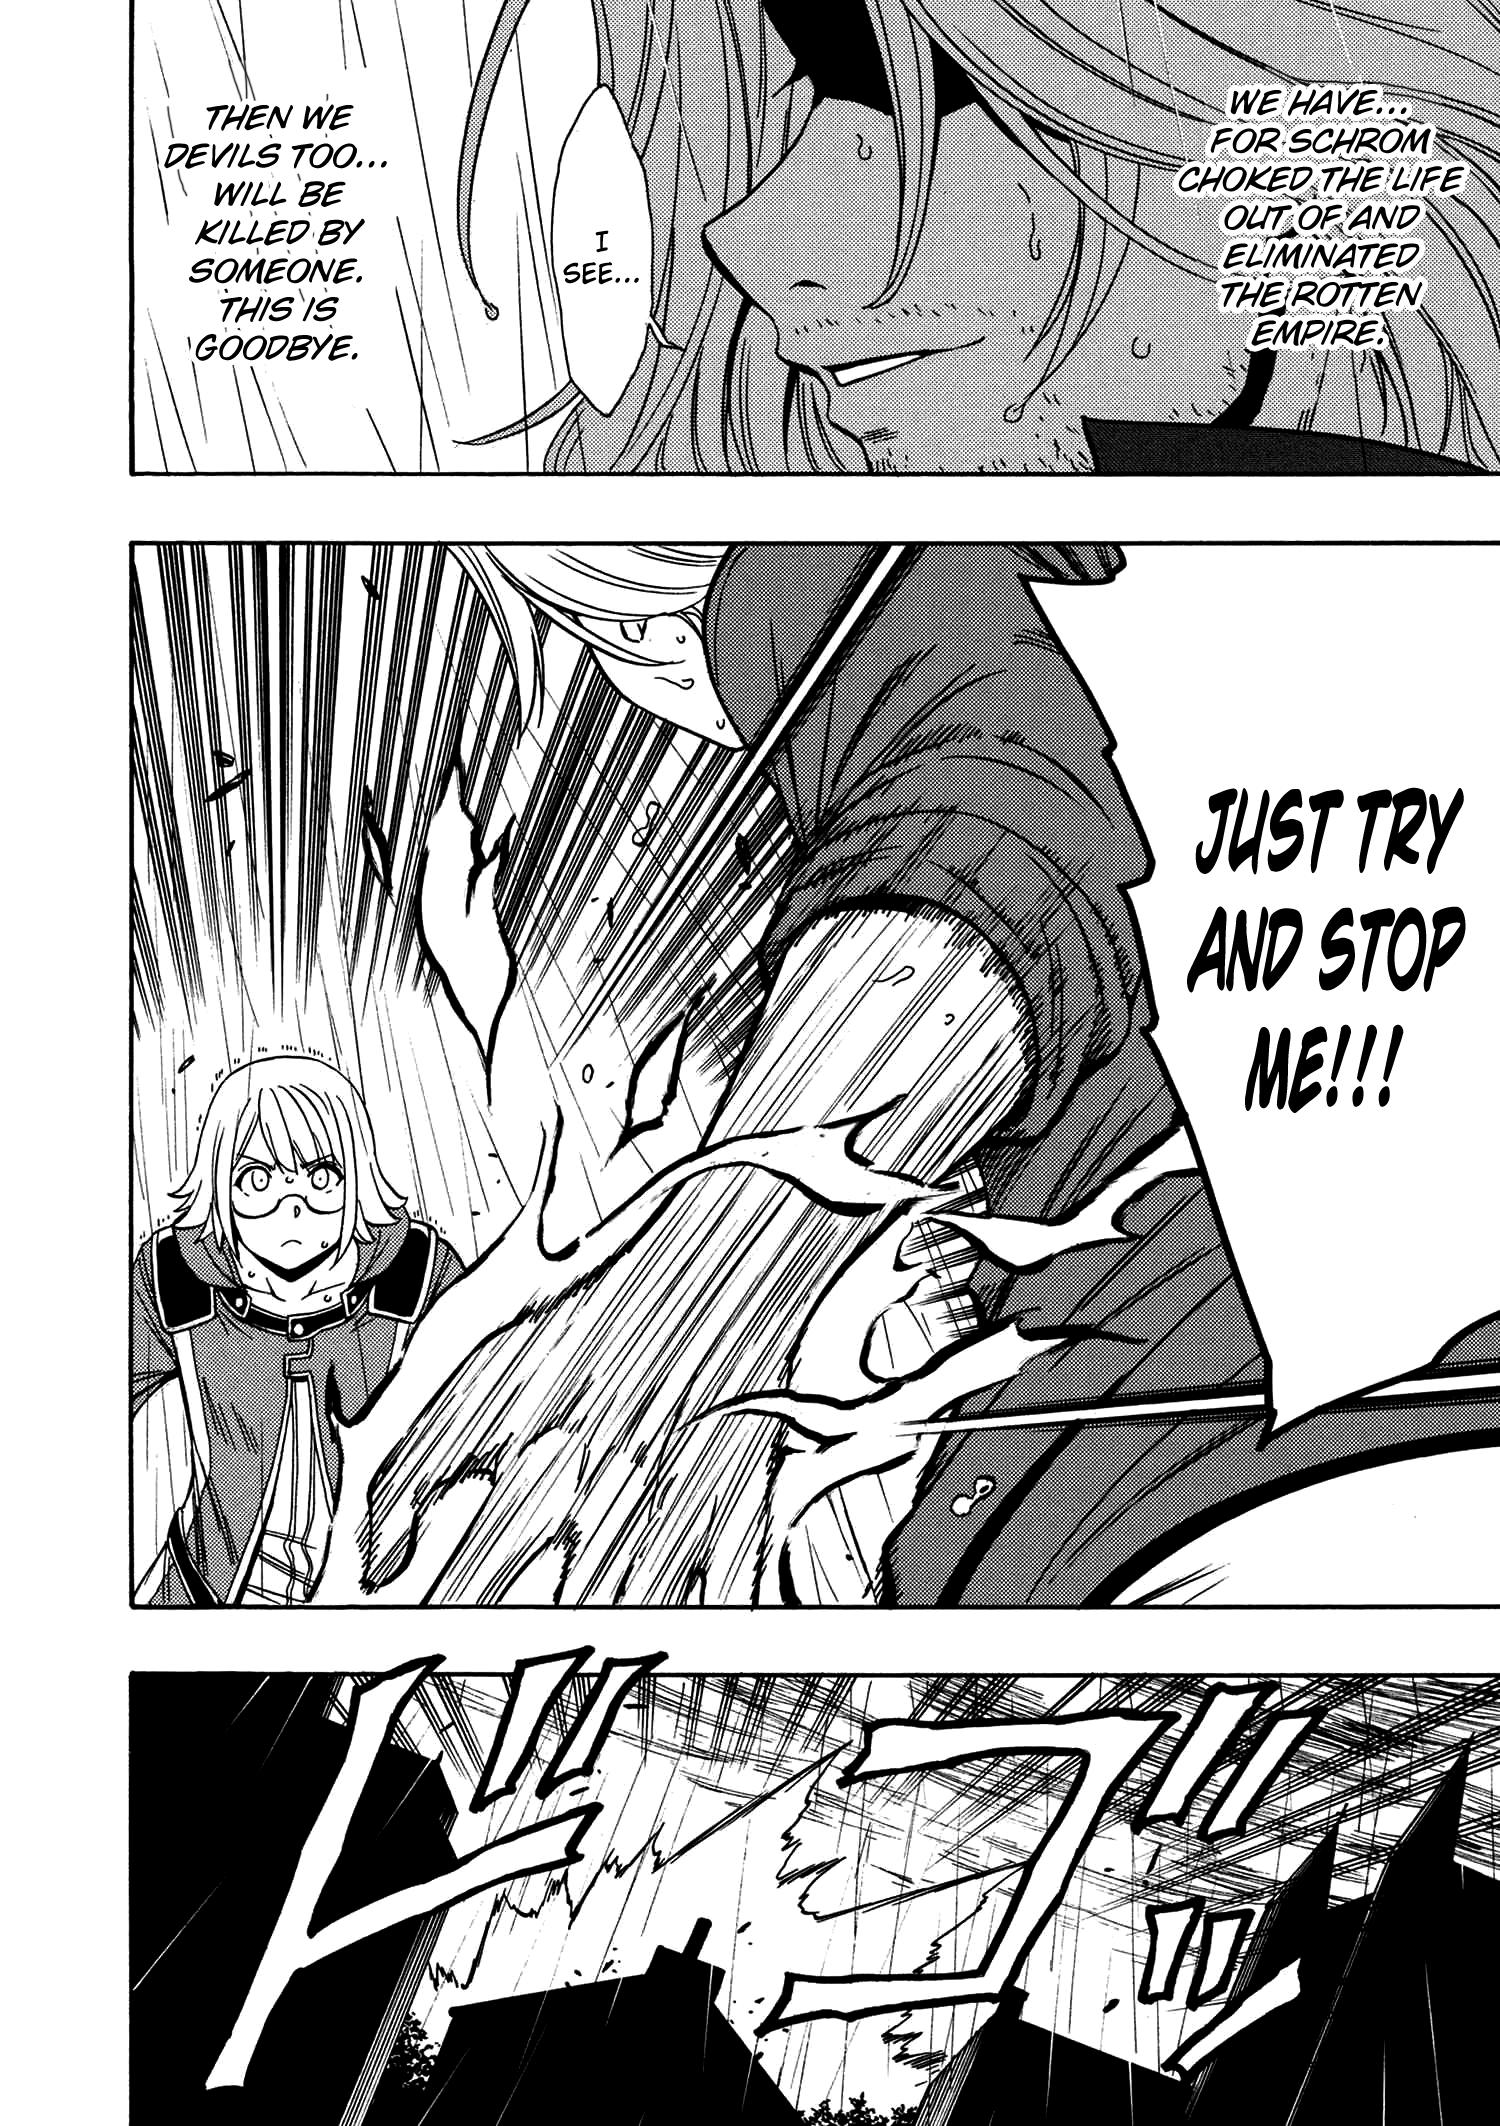 WE HAVE...
FOR SCHROM
CHOKED THE LIFE
OUT OF AND
ELIMINATED
THE ROTTEN
EMPIRE.
I
SEE...
THEN WE
DEVILS TOO...
WILL BE
KILLED BY
SOMEONE.
THIS IS
GOODBYE.
JUST TRY
AND STOP
ME!!!
ドゴ